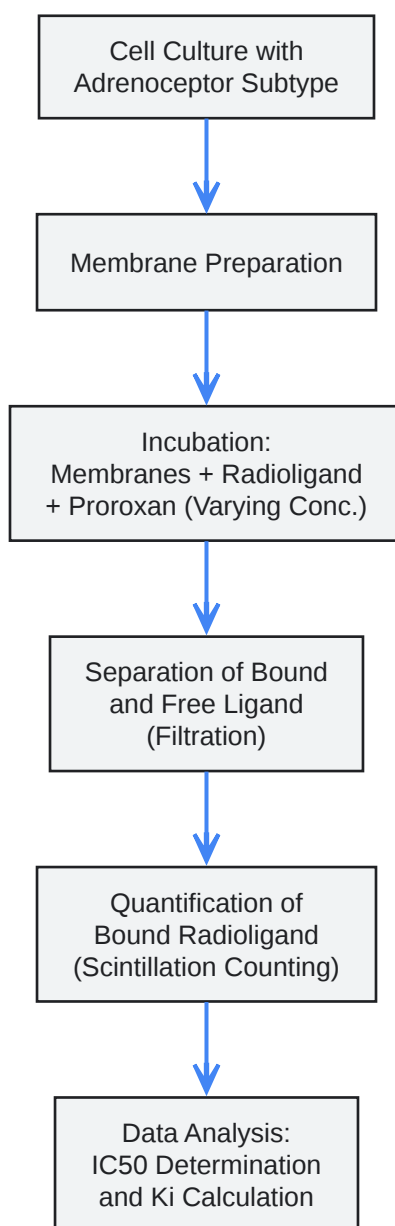 Cell Culture with
Adrenoceptor Subtype
Membrane Preparation
Incubation:
Membranes + Radioligand
+ Proroxan (Varying Conc.)
Separation of Bound
and Free Ligand
(Filtration)
Quantification of
Bound Radioligand
(Scintillation Counting)
Data Analysis:
IC50 Determination
and Ki Calculation